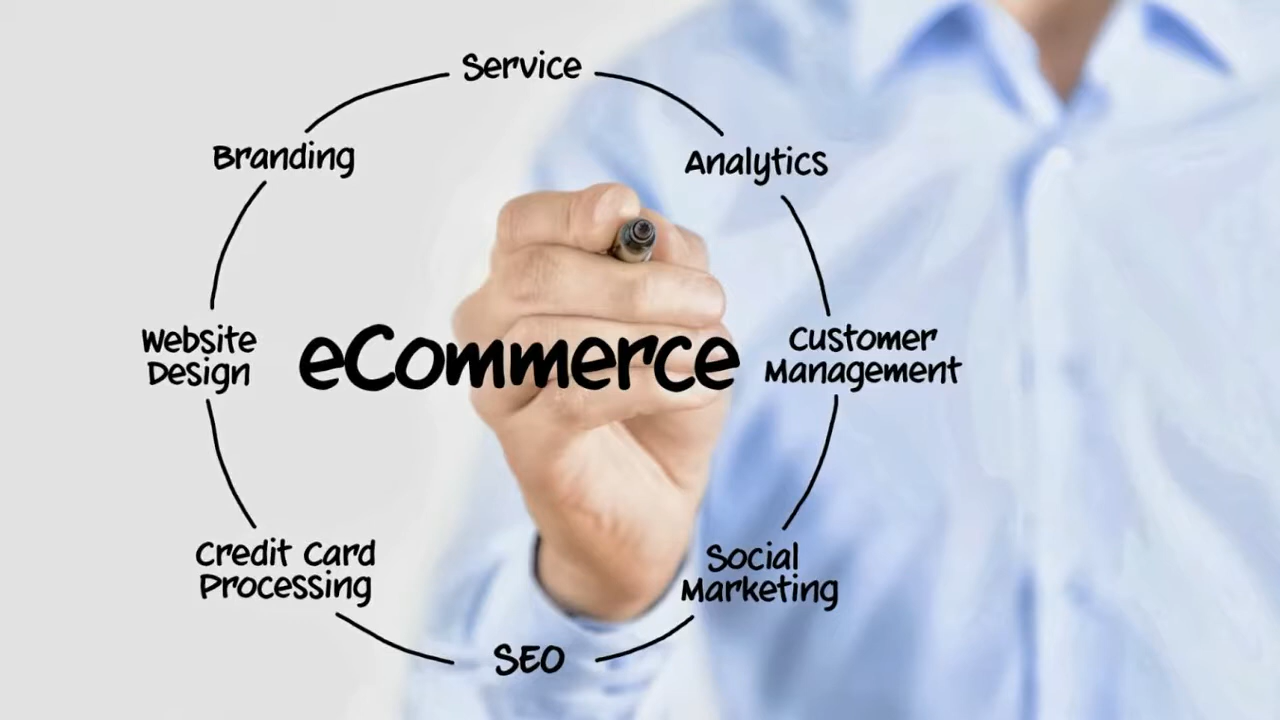 Service
Branding
Analytics
Website
Design
eCommerce
Customer
Management
Credit Card
Processing
Social
Marketing
SEO